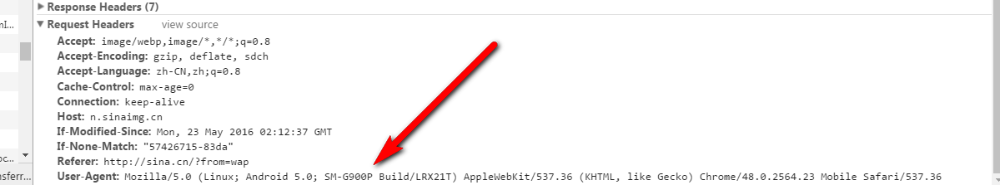 Response Headers (7)
mI...
Request Headers view source
Accept: image/webp,image/*,*/*;q=0.8
Accept-Encoding: gzip, deflate, sdch
Accept-Language: zh-CN,zh;q=0.8
Cache-Control: max-age=0
Connection: keep-alive
Host: n.sinaimg.cn
If-Modified-Since: Mon, 23 May 2016 02:12:37 GMT
If-None-Match: "57426715-83da"
oc...
Referer: http://sina.cn/?from=wap
nsferr...
User-Agent: Mozilla/5.0 (Linux; Android 5.0; SM-G900P Build/LRX21T) AppleWebKit/537.36 (KHTML, like Gecko) Chrome/48.0.2564.23 Mobile Safari/537.36